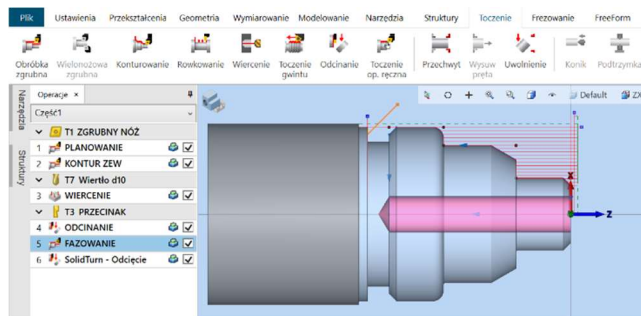 Plik Ustawienia Przekształcenia Geometria Wymiarowanie Modelowanie Narzędzia Struktury Toczenie Frezowanie FreeForm
Obróbka zgrubna
Wielonożowa zgrubna
Konturowanie
Rowkowanie
Wiercenie
Toczenie gwintu
Odcinanie
Toczenie op. ręczna
Przechwyt
Wysuw pręta
Uwolnienie
Konik
Podtrzymka
Narzędzia
Struktury
Operacje ×
Część1
T1 ZGRUBNY NÓŻ
1 PLANOWANIE
2 KONTUR ZEW
T7 Wiertło d10
3 WIERCENIE
T3 PRZECINAK
4 ODCINANIE
5 FAZOWANIE
6 SolidTurn - Odcięcie
Default ZX
X
Z